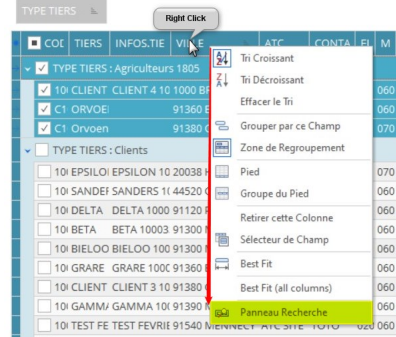 TYPE TIERS
Right Click
COD TIERS INFOS.TIE VILLE ATC CONTA FI M
TYPE TIERS : Agriculteurs 1805
10( CLIENT CLIENT 4 10 1000 060
C1 ORVOEI 91360 060
C1 Orvoen 91380 070
TYPE TIERS : Clients
10( EPSILOI EPSILON 10 20038 070
10( SANDEF SANDERS 1( 44520 060
10( DELTA DELTA 1000 91120 060
10( BETA BETA 10003 91300 060
10( BIELOO BIELOO 100 91300 060
10( GRARE GRARE 100( 91360 060
10( CLIENT CLIENT 3 10 91380 060
10( GAMMA GAMMA 10( 91390 060
10( TEST FE TEST FEVRIE 91540 MENNECY ATC SITE TOTO 020 060
Tri Croissant
Tri Décroissant
Effacer le Tri
Grouper par ce Champ
Zone de Regroupement
Pied
Groupe du Pied
Retirer cette Colonne
Sélecteur de Champ
Best Fit
Best Fit (all columns)
Panneau Recherche